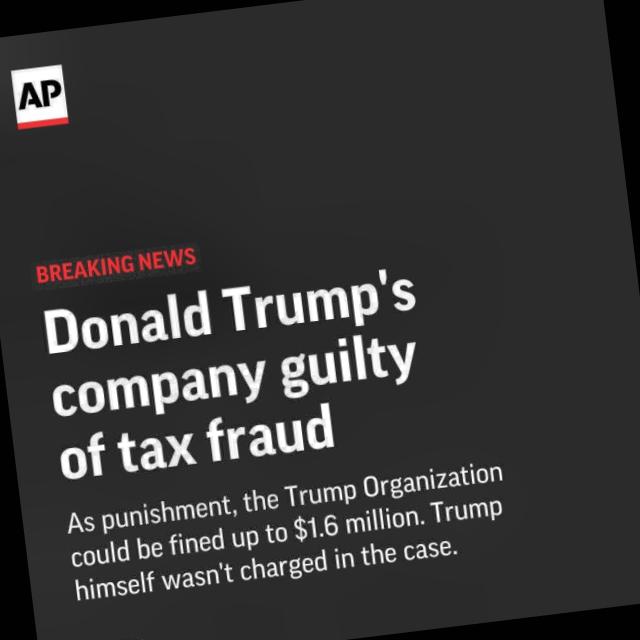 AP
BREAKING NEWS
Donald Trump's
company guilty
of tax fraud
As punishment, the Trump Organization
could be fined up to $1.6 million. Trump
himself wasn't charged in the case.